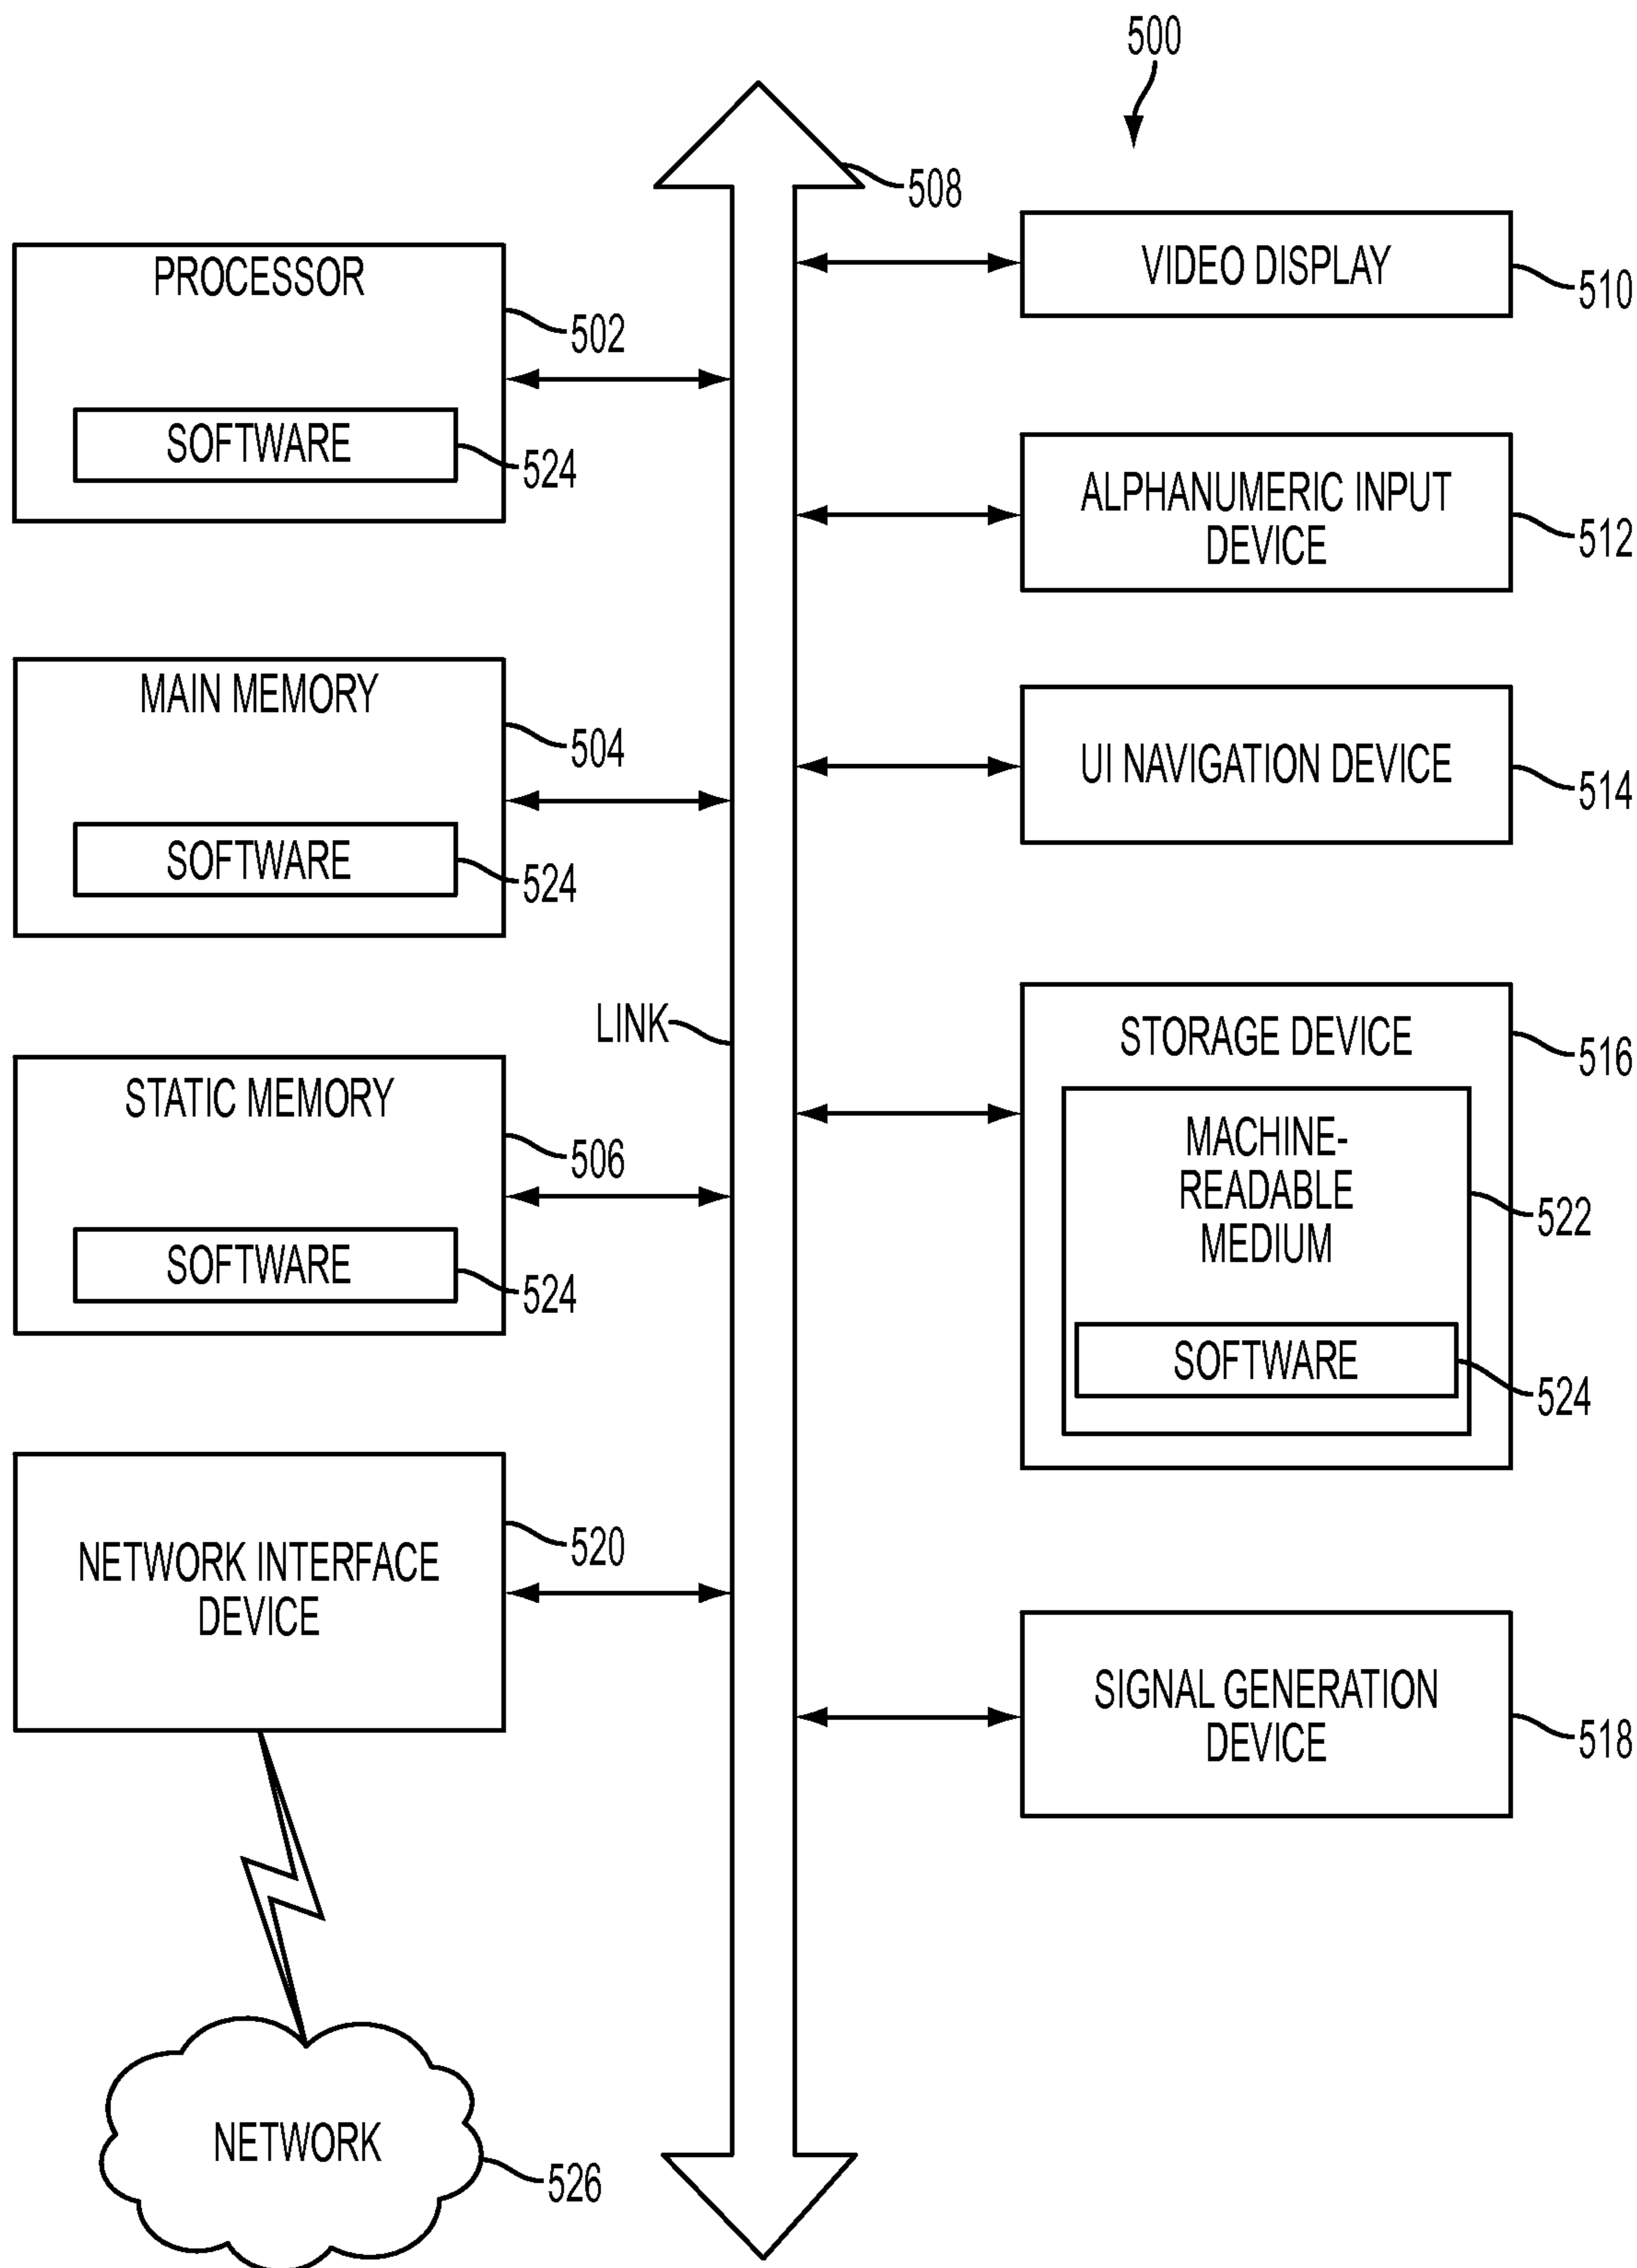 500
508
PROCESSOR
502
SOFTWARE
524
MAIN MEMORY
504
SOFTWARE
524
LINK
STATIC MEMORY
506
SOFTWARE
524
NETWORK INTERFACE
DEVICE
520
NETWORK
526
VIDEO DISPLAY
510
ALPHANUMERIC INPUT
DEVICE
512
UI NAVIGATION DEVICE
514
STORAGE DEVICE
516
MACHINE-
READABLE
MEDIUM
522
SOFTWARE
524
SIGNAL GENERATION
DEVICE
518